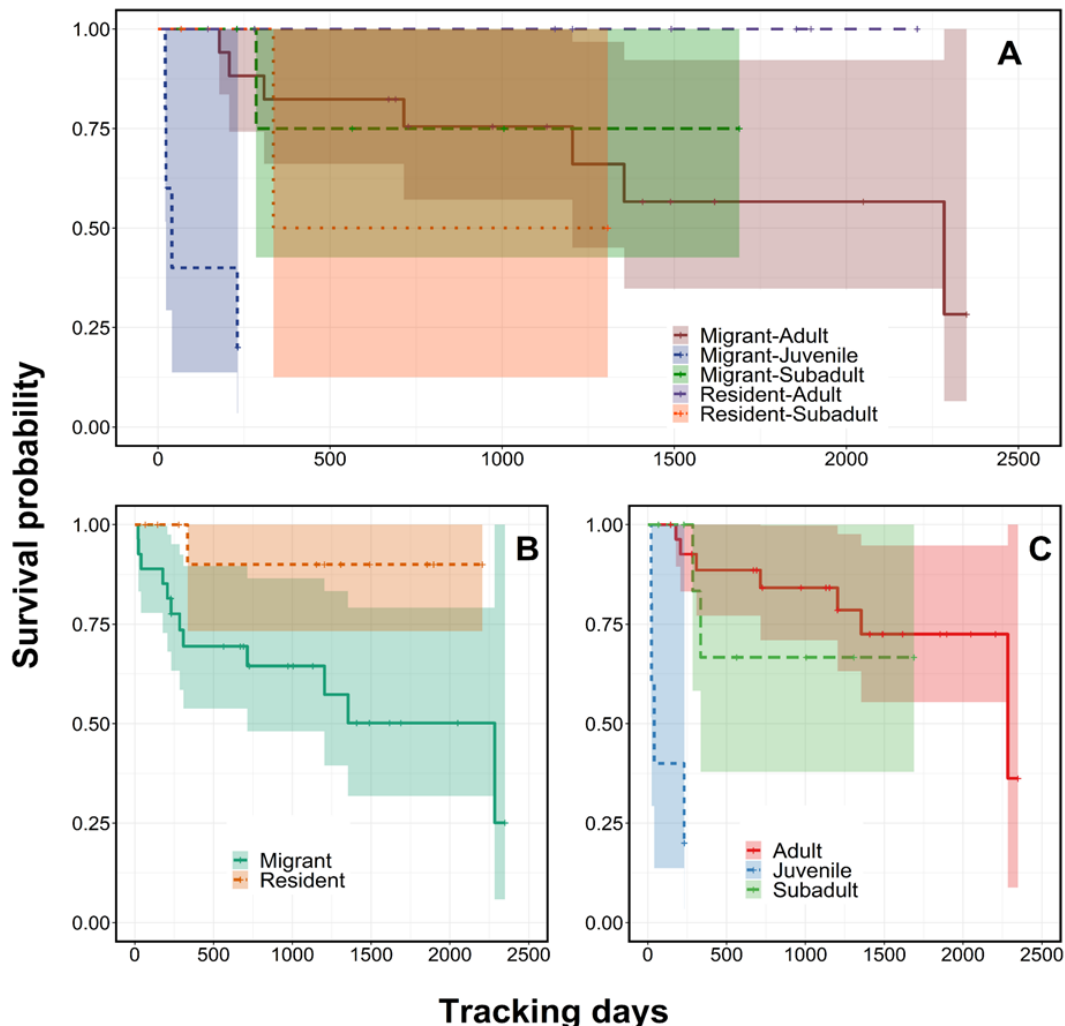 A
1.00
0.75
0.50
0.25
0.00
Migrant-Adult
Migrant-Juvenile
Migrant-Subadult
Resident-Adult
Resident-Subadult
0 500 1000 1500 2000 2500
Survival probability
B
1.00
0.75
0.50
0.25
0.00
Migrant
Resident
0 500 1000 1500 2000 2500
C
1.00
0.75
0.50
0.25
0.00
Adult
Juvenile
Subadult
0 500 1000 1500 2000 2500
Tracking days